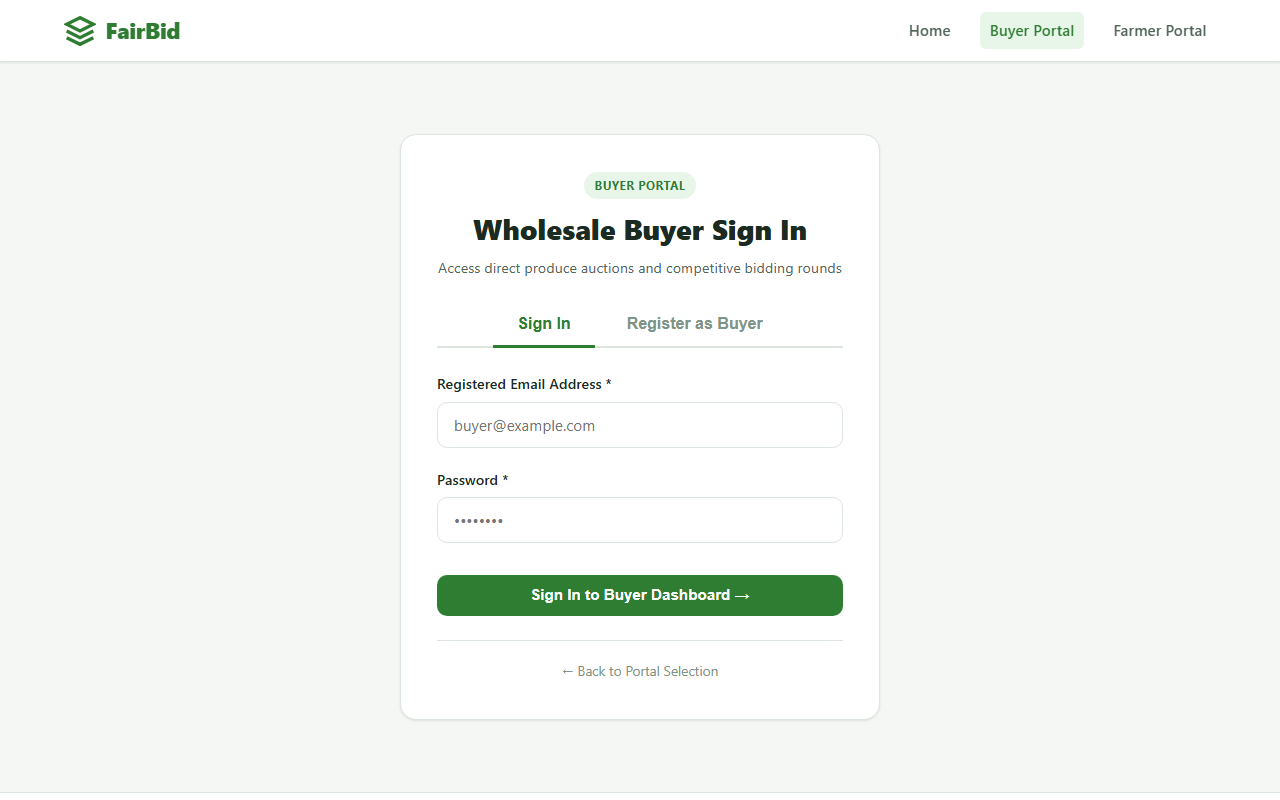 FairBid
Home
Buyer Portal
Farmer Portal
BUYER PORTAL
Wholesale Buyer Sign In
Access direct produce auctions and competitive bidding rounds
Sign In
Register as Buyer
Registered Email Address *
buyer@example.com
Password *
••••••••
Sign In to Buyer Dashboard →
← Back to Portal Selection